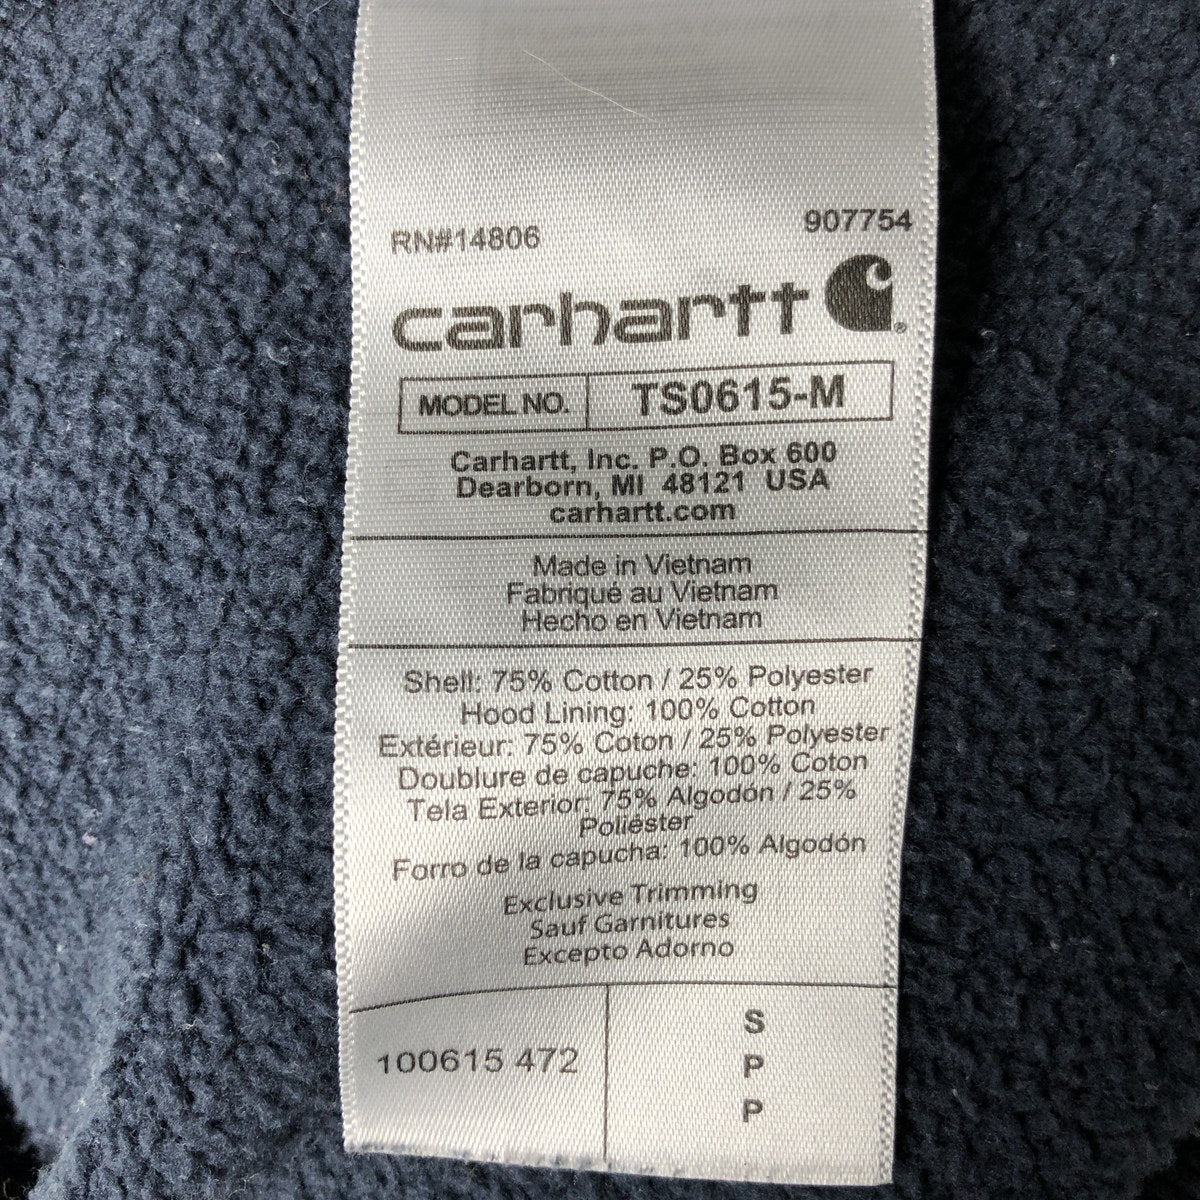 RN#14806 907754
carhartt
MODEL NO. TS0615-M
Carhartt, Inc. P.O. Box 600
Dearborn, MI 48121 USA
carhartt.com
Made in Vietnam
Fabriqué au Vietnam
Hecho en Vietnam
Shell: 75% Cotton / 25% Polyester
Hood Lining: 100% Cotton
Extérieur: 75% Coton / 25% Polyester
Doublure de capuche: 100% Coton
Tela Exterior: 75% Algodón / 25%
Poliéster
Forro de la capucha: 100% Algodón
Exclusive Trimming
Sauf Garnitures
Excepto Adorno
100615 472
S
P
P